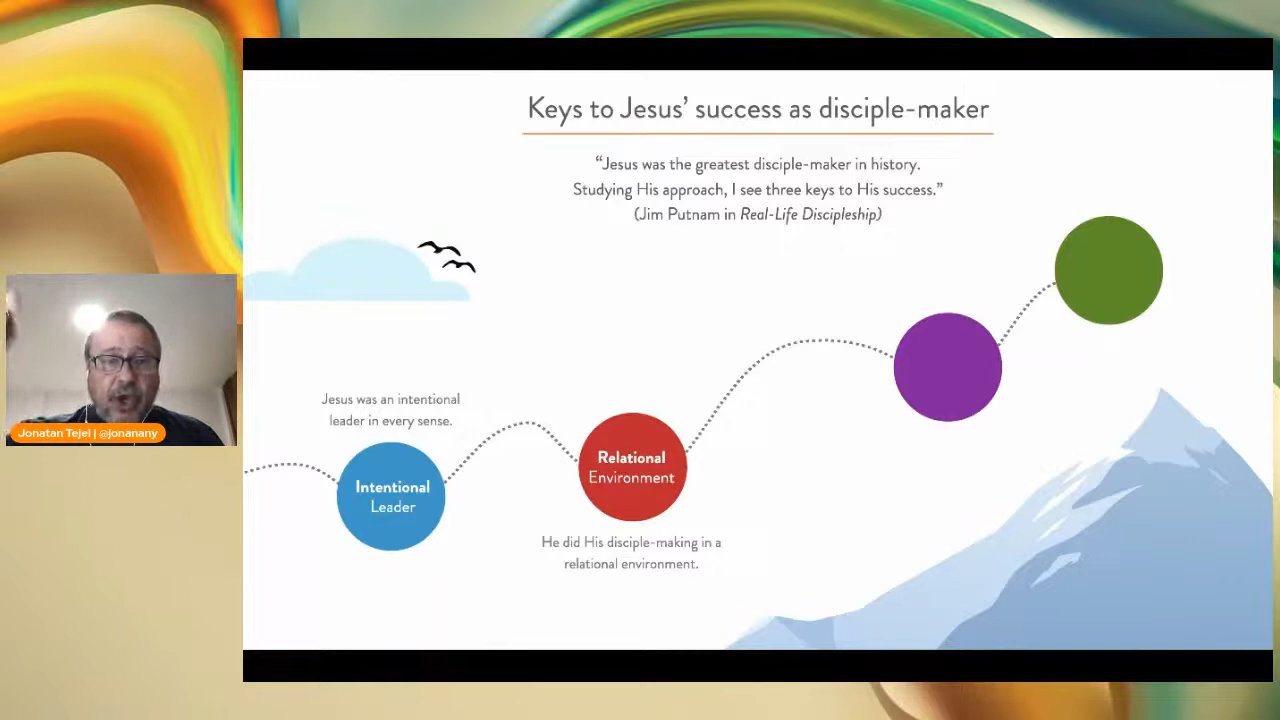 Keys to Jesus' success as disciple-maker
“Jesus was the greatest disciple-maker in history.
Studying His approach, I see three keys to His success.”
(Jim Putnam in Real-Life Discipleship)
Jesus was an intentional
leader in every sense.
Intentional
Leader
Relational
Environment
He did His disciple-making in a
relational environment.
Jonatan Tejel | @jonanany